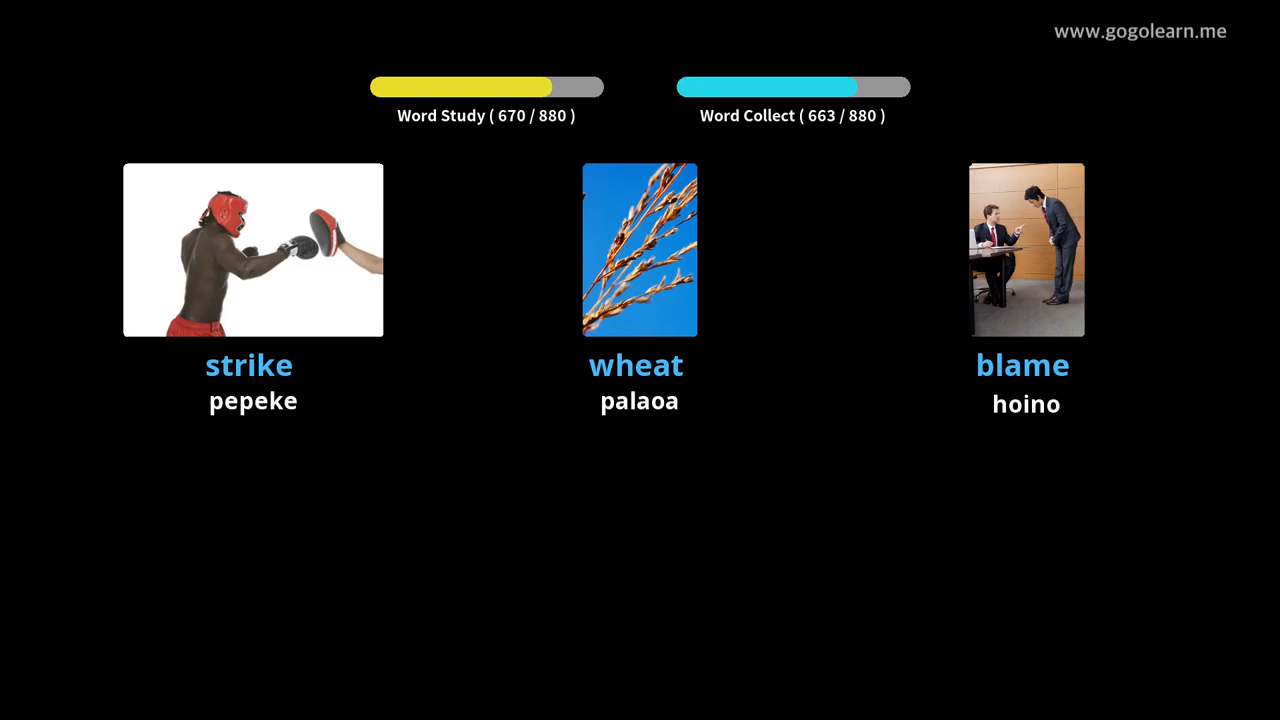 www.gogolearn.me
Word Study ( 670 / 880 )
Word Collect ( 663 / 880 )
strike
pepeke
wheat
palaoa
blame
hoino